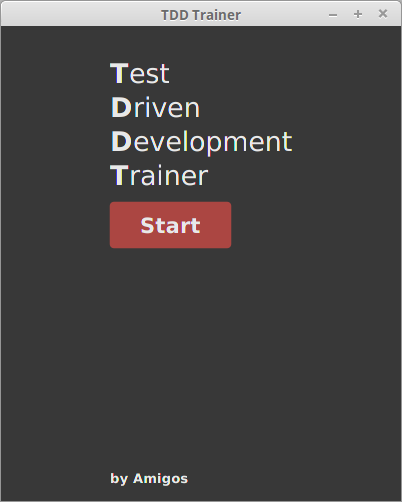 TDD Trainer
Test
Driven
Development
Trainer
Start
by Amigos